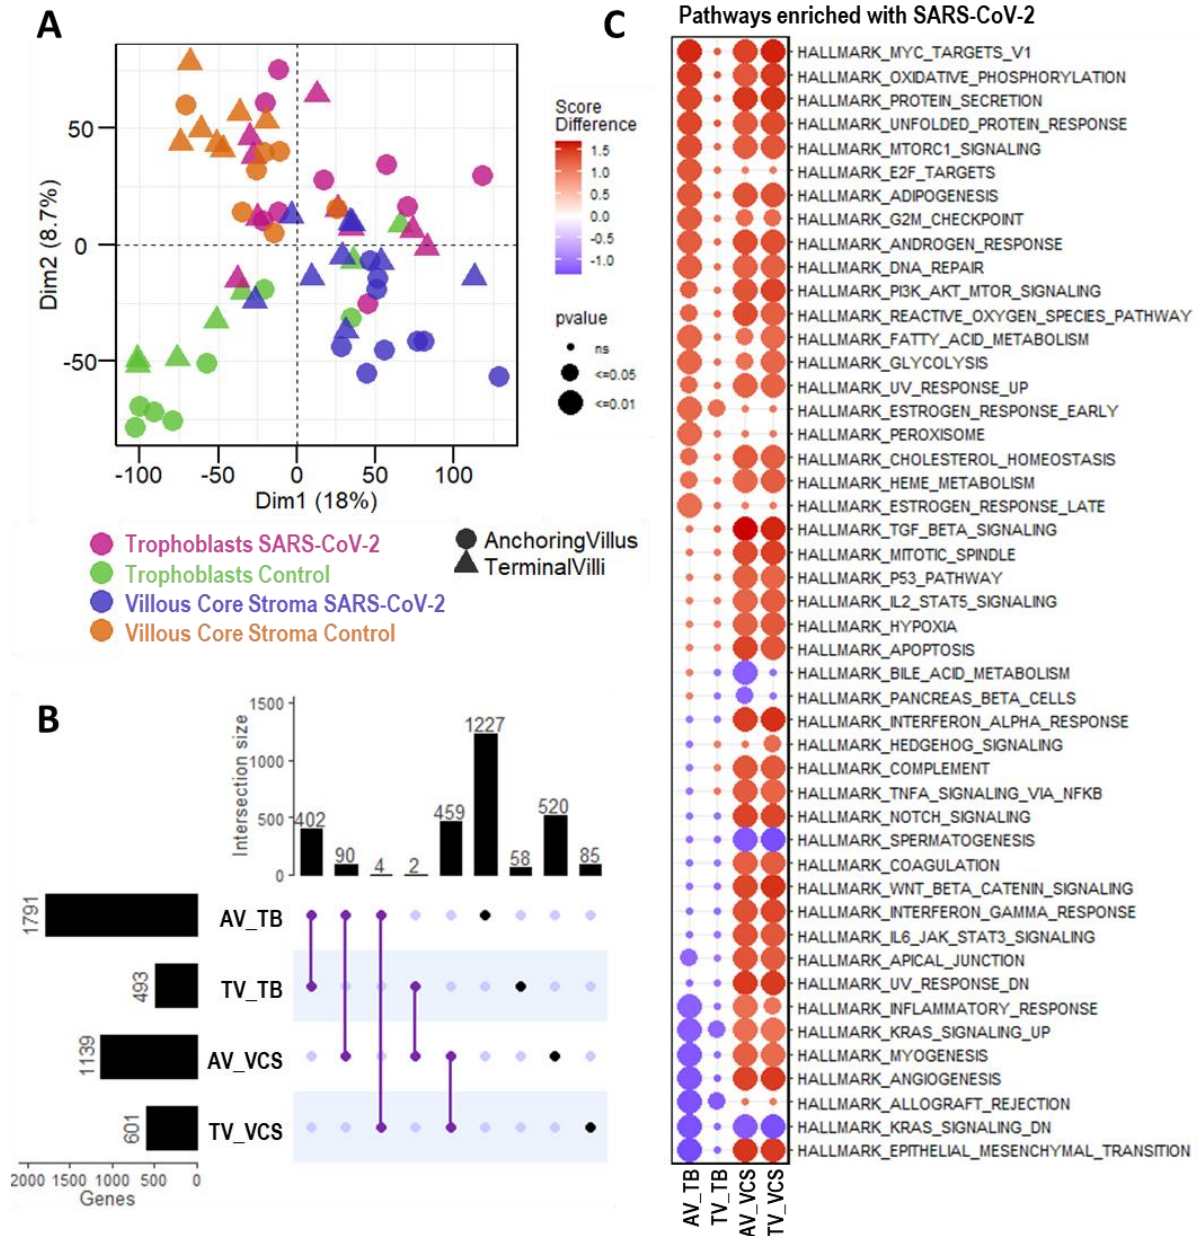 A
Dim2 (8.7%)
50
0
-50
-100
-50
0
50
100
Dim1 (18%)
Score
Difference
1.5
1.0
0.5
0.0
-0.5
-1.0
pvalue
ns
<=0.05
<=0.01
Trophoblasts SARS-CoV-2
Trophoblasts Control
Villous Core Stroma SARS-CoV-2
Villous Core Stroma Control
AnchoringVillus
TerminalVilli
B
Intersection size
1500
1000
500
0
402
90
4
2
459
1227
58
520
85
1791
AV_TB
493
TV_TB
1139
AV_VCS
601
TV_VCS
2000 1500 1000 500 0
Genes
C
Pathways enriched with SARS-CoV-2
HALLMARK_MYC_TARGETS_V1
HALLMARK_OXIDATIVE_PHOSPHORYLATION
HALLMARK_PROTEIN_SECRETION
HALLMARK_UNFOLDED_PROTEIN_RESPONSE
HALLMARK_MTORC1_SIGNALING
HALLMARK_E2F_TARGETS
HALLMARK_ADIPOGENESIS
HALLMARK_G2M_CHECKPOINT
HALLMARK_ANDROGEN_RESPONSE
HALLMARK_DNA_REPAIR
HALLMARK_PI3K_AKT_MTOR_SIGNALING
HALLMARK_REACTIVE_OXYGEN_SPECIES_PATHWAY
HALLMARK_FATTY_ACID_METABOLISM
HALLMARK_GLYCOLYSIS
HALLMARK_UV_RESPONSE_UP
HALLMARK_ESTROGEN_RESPONSE_EARLY
HALLMARK_PEROXISOME
HALLMARK_CHOLESTEROL_HOMEOSTASIS
HALLMARK_HEME_METABOLISM
HALLMARK_ESTROGEN_RESPONSE_LATE
HALLMARK_TGF_BETA_SIGNALING
HALLMARK_MITOTIC_SPINDLE
HALLMARK_P53_PATHWAY
HALLMARK_IL2_STAT5_SIGNALING
HALLMARK_HYPOXIA
HALLMARK_APOPTOSIS
HALLMARK_BILE_ACID_METABOLISM
HALLMARK_PANCREAS_BETA_CELLS
HALLMARK_INTERFERON_ALPHA_RESPONSE
HALLMARK_HEDGEHOG_SIGNALING
HALLMARK_COMPLEMENT
HALLMARK_TNFA_SIGNALING_VIA_NFKB
HALLMARK_NOTCH_SIGNALING
HALLMARK_SPERMATOGENESIS
HALLMARK_COAGULATION
HALLMARK_WNT_BETA_CATENIN_SIGNALING
HALLMARK_INTERFERON_GAMMA_RESPONSE
HALLMARK_IL6_JAK_STAT3_SIGNALING
HALLMARK_APICAL_JUNCTION
HALLMARK_UV_RESPONSE_DN
HALLMARK_INFLAMMATORY_RESPONSE
HALLMARK_KRAS_SIGNALING_UP
HALLMARK_MYOGENESIS
HALLMARK_ANGIOGENESIS
HALLMARK_ALLOGRAFT_REJECTION
HALLMARK_KRAS_SIGNALING_DN
HALLMARK_EPITHELIAL_MESENCHYMAL_TRANSITION
AV_TB
TV_TB
AV_VCS
TV_VCS